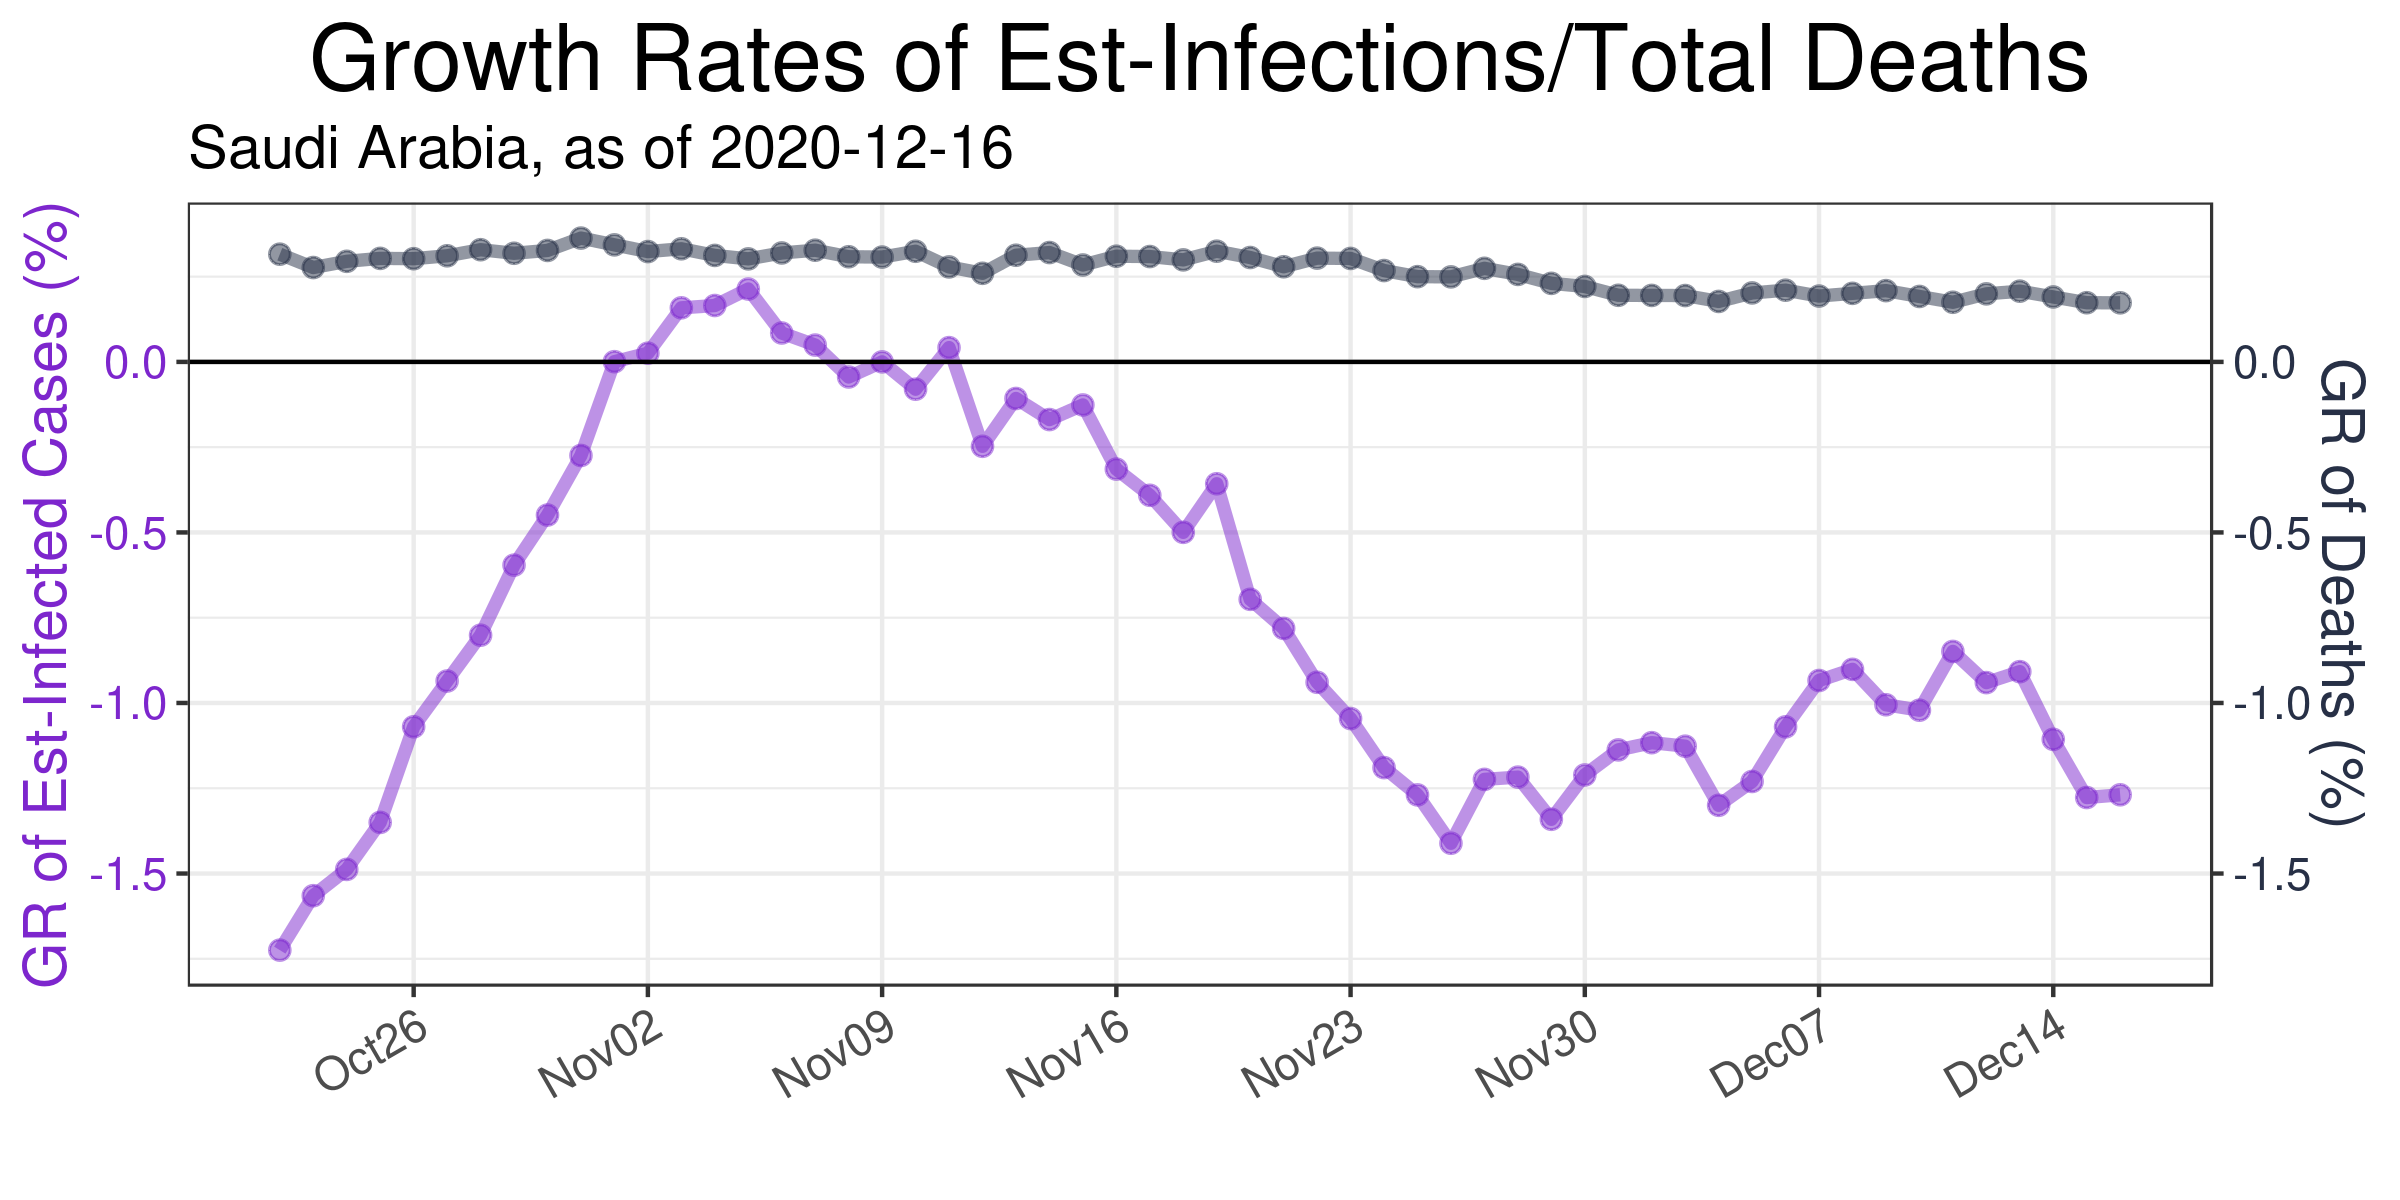 Growth Rates of Est-Infections/Total Deaths
Saudi Arabia, as of 2020-12-16
GR of Est-Infected Cases (%)
0.0
-0.5
-1.0
-1.5
0.0
-0.5
-1.0
-1.5
GR of Deaths (%)
Oct26
Nov02
Nov09
Nov16
Nov23
Nov30
Dec07
Dec14